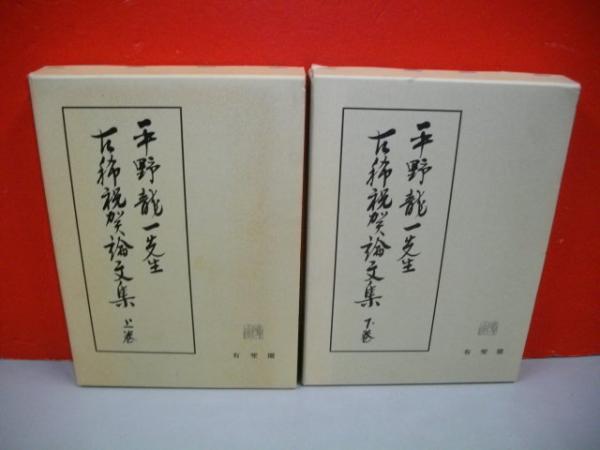 平野龍一先生
古稀祝賀論文集 上巻
有斐閣
平野龍一先生
古稀祝賀論文集 下巻
有斐閣